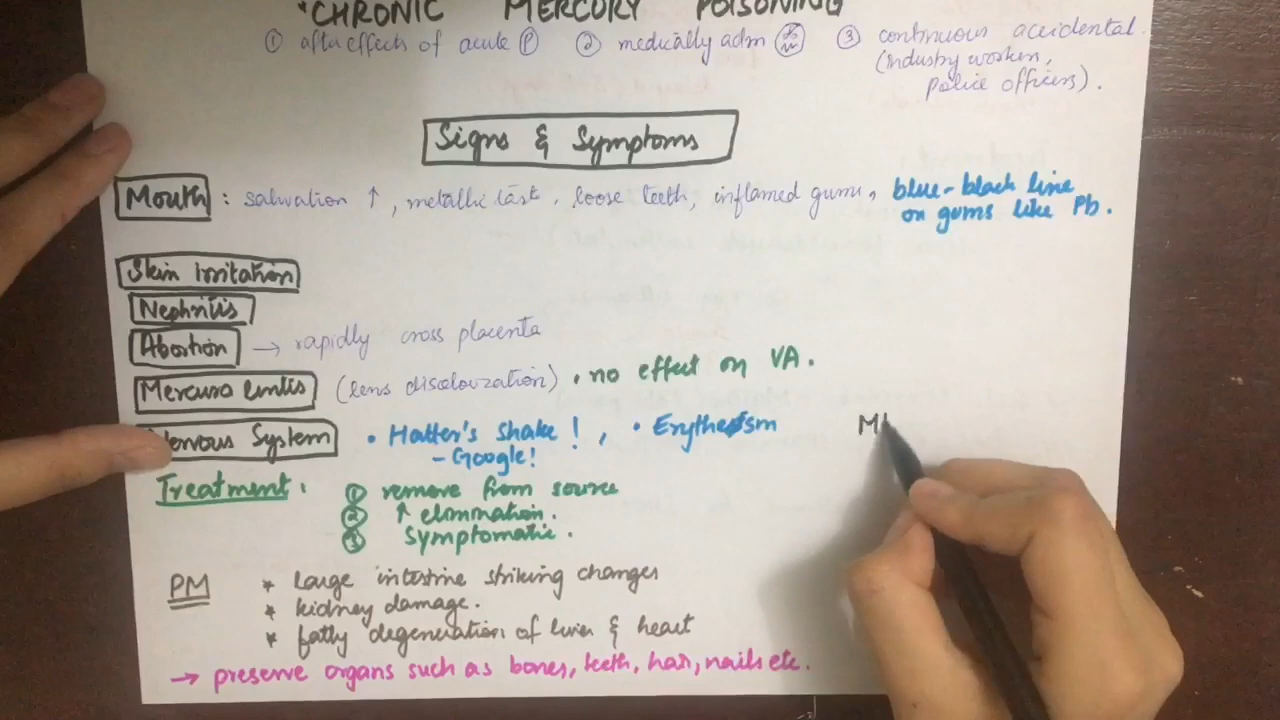 *CHRONIC MERCURY POISONING
① after effects of acute Ⓟ ② medically adm ③ continuous accidental.
(industry workers,
police officers).
Signs & Symptoms
Mouth : salivation ↑, metallic tast, loose teeth, inflamed gums, blue-black line
on gums like Pb.
Skin Irritation
Nephritis
Abortion → rapidly cross placenta
Mercuro lentis (lens discolourization) . no effect on VA.
Nervous System • Hatter's shake! , • Erythesm
- Google!
Treatment: ① remove from source
② ↑ elimination.
③ symptomatic.
PM * large intestine striking changes
* kidney damage.
* fatty degeneration of liver & heart
→ preserve organs such as bones, teeth, hair, nails etc.